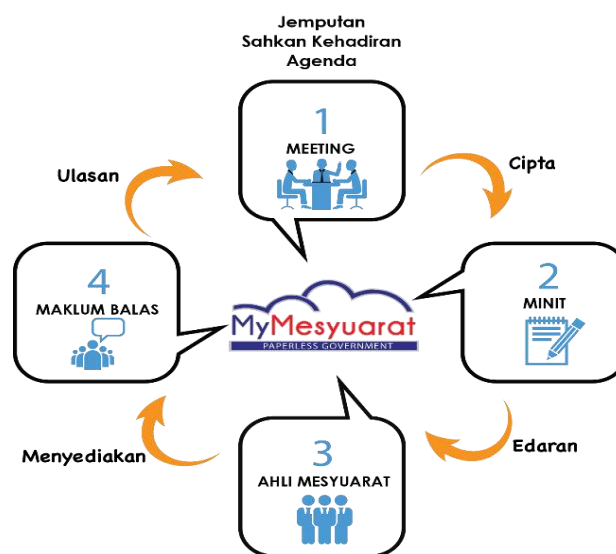 Jemputan
Sahkan Kehadiran
Agenda
1
MEETING
Cipta
2
MINIT
Edaran
3
AHLI MESYUARAT
Menyediakan
4
MAKLUM BALAS
Ulasan
MyMesyuarat
PAPERLESS GOVERNMENT